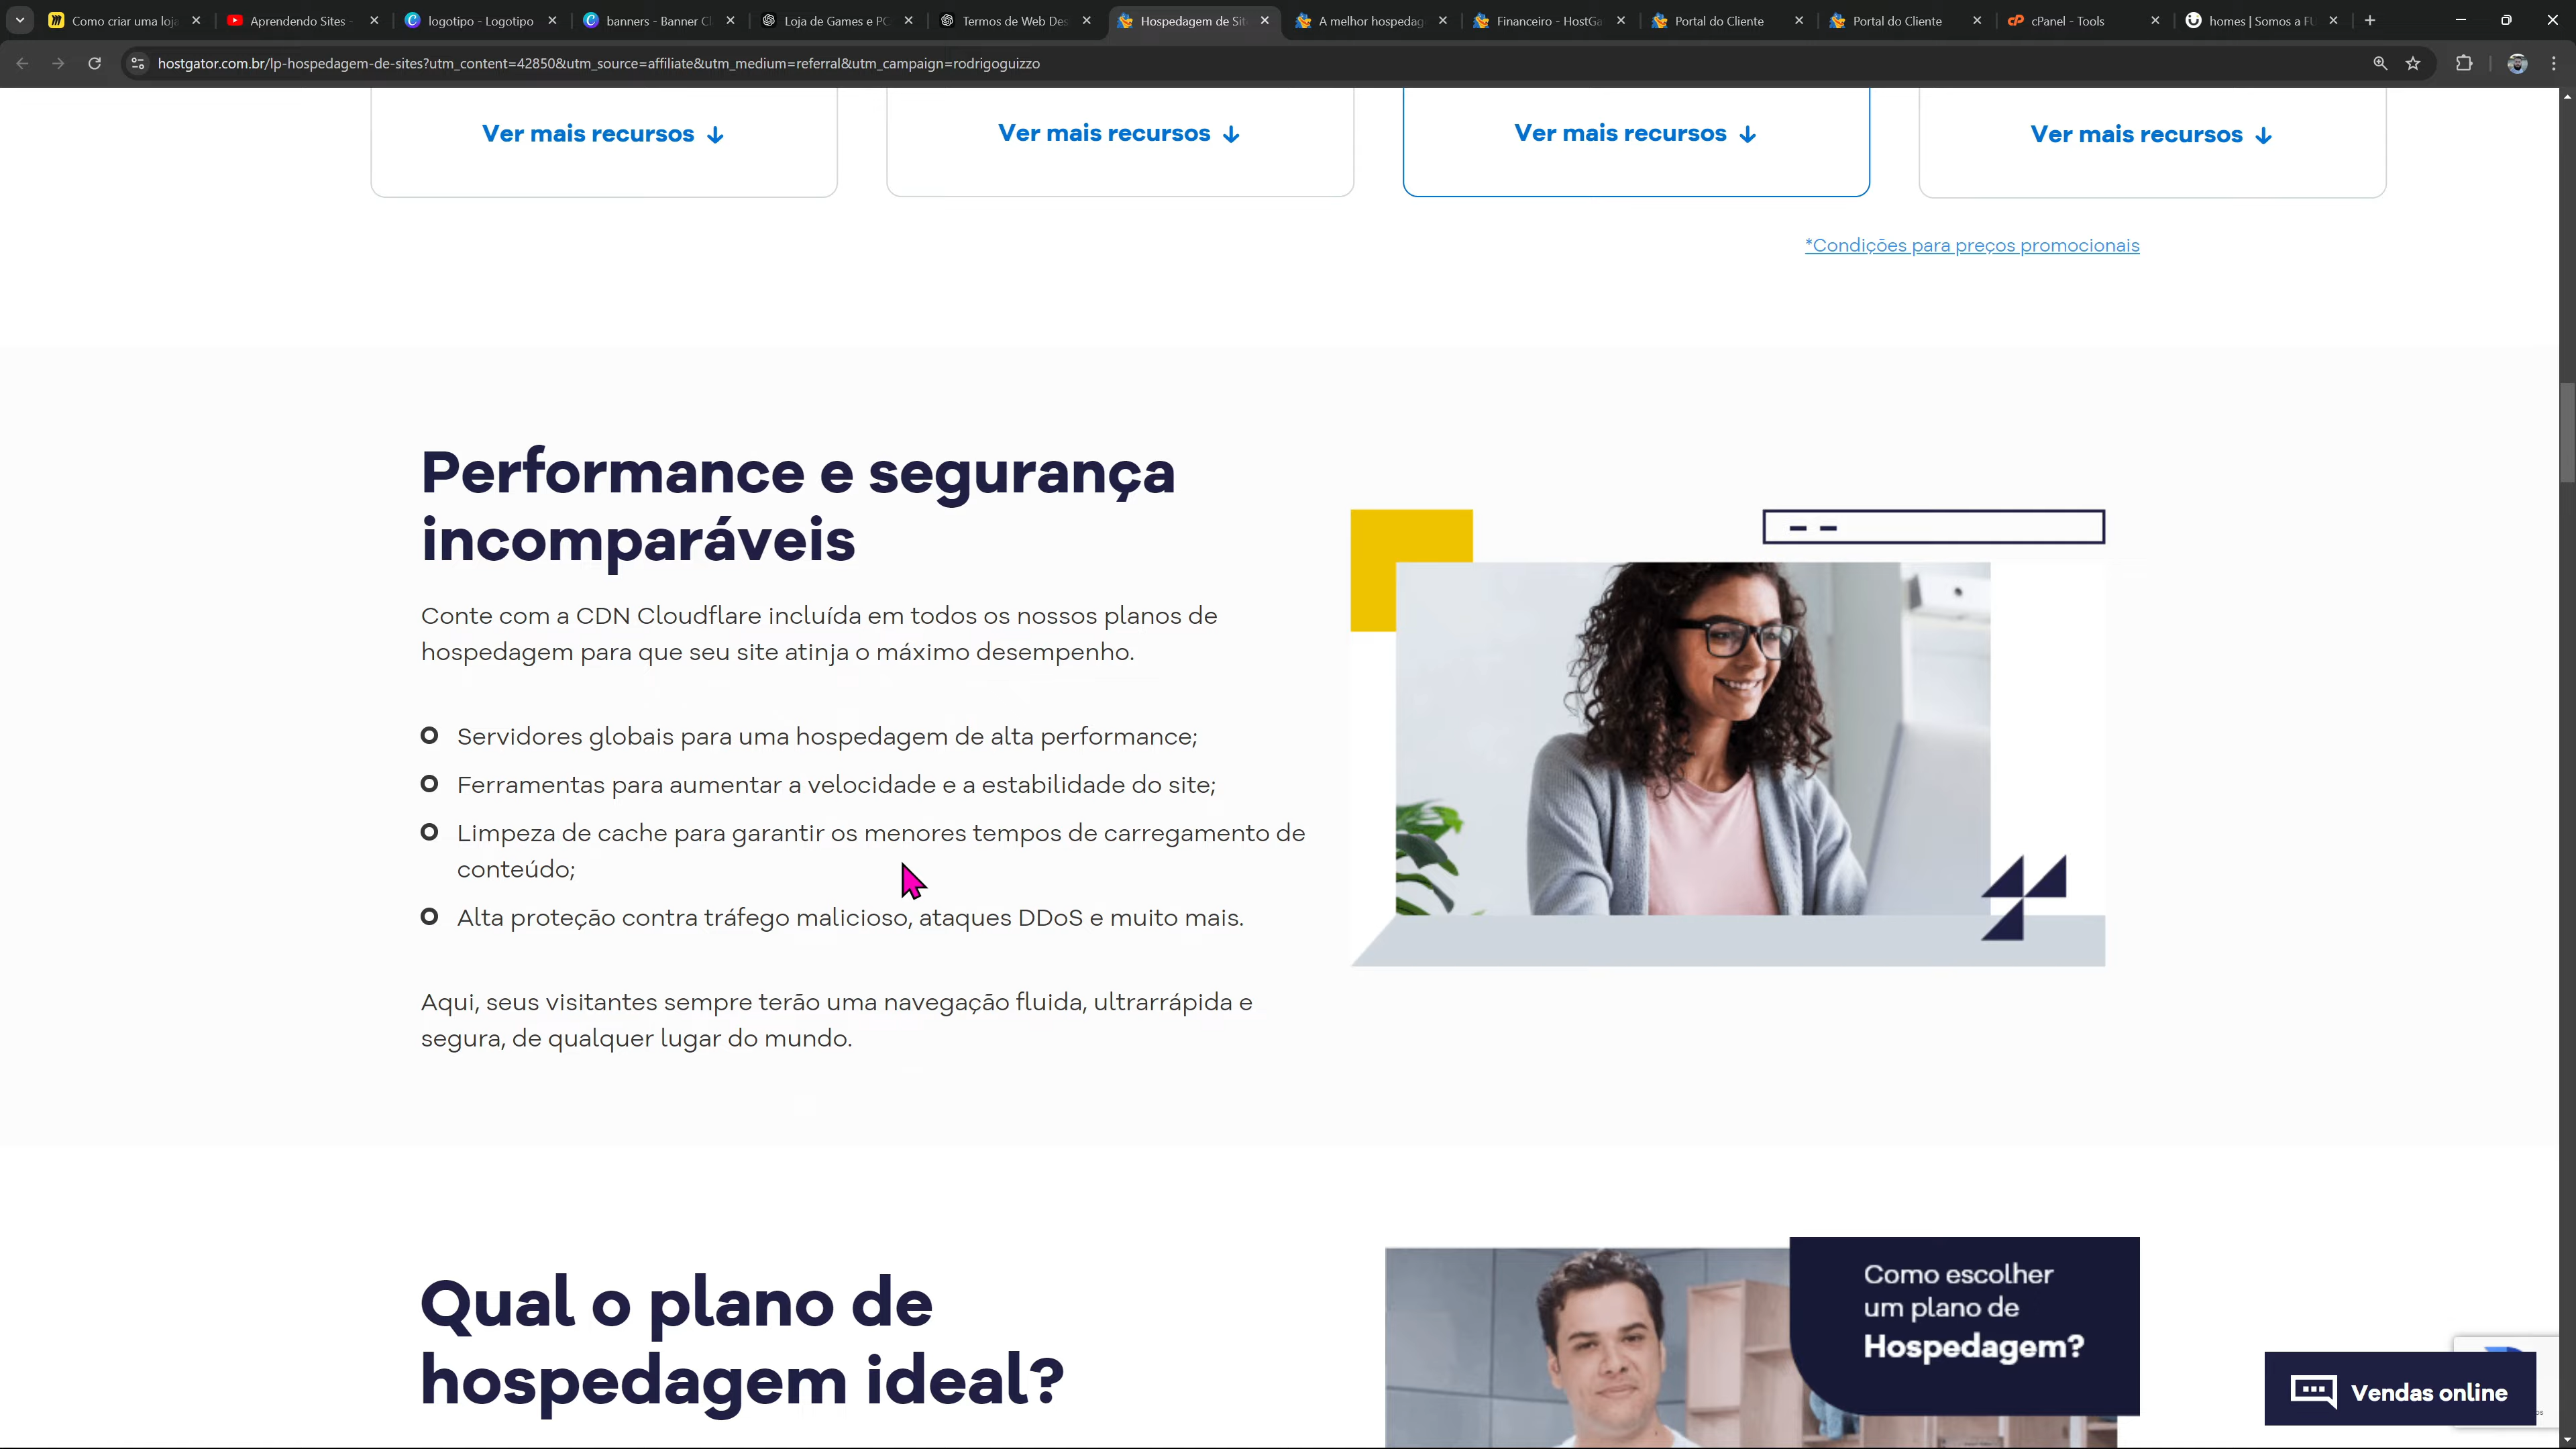 Como criar uma loj
Aprendendo Sites -
logotipo - Logotipo
banners - Banner C
Loja de Games e PC
Termos de Web Des
Hospedagem de Sit
A melhor hospedag
Financeiro - HostGa
Portal do Cliente
Portal do Cliente
cPanel - Tools
homes | Somos a FU
hostgator.com.br/lp-hospedagem-de-sites?utm_content=42850&utm_source=affiliate&utm_medium=referral&utm_campaign=rodrigoguizzo
Ver mais recursos ↓
Ver mais recursos ↓
Ver mais recursos ↓
Ver mais recursos ↓
*Condições para preços promocionais
Performance e segurança
incomparáveis
Conte com a CDN Cloudflare incluída em todos os nossos planos de
hospedagem para que seu site atinja o máximo desempenho.
Servidores globais para uma hospedagem de alta performance;
Ferramentas para aumentar a velocidade e a estabilidade do site;
Limpeza de cache para garantir os menores tempos de carregamento de
conteúdo;
Alta proteção contra tráfego malicioso, ataques DDoS e muito mais.
Aqui, seus visitantes sempre terão uma navegação fluida, ultrarrápida e
segura, de qualquer lugar do mundo.
Qual o plano de
hospedagem ideal?
Como escolher
um plano de
Hospedagem?
Vendas online